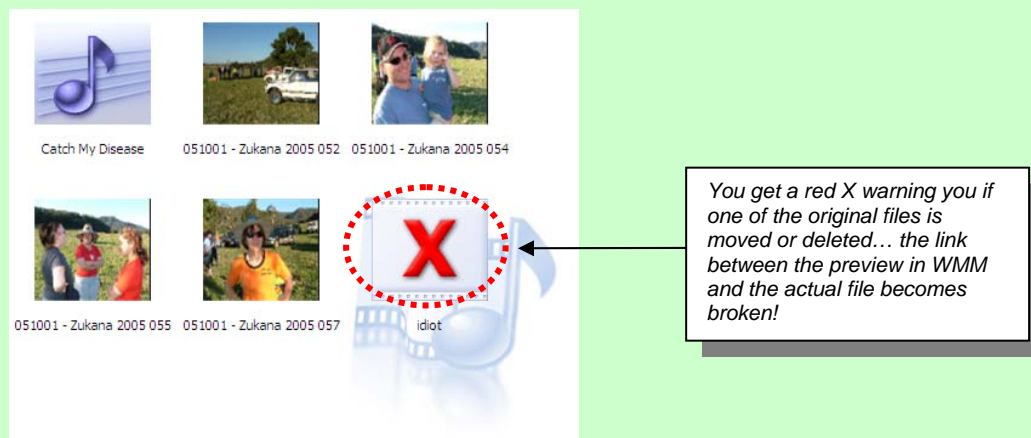 Catch My Disease
051001 - Zukana 2005 052
051001 - Zukana 2005 054
051001 - Zukana 2005 055
051001 - Zukana 2005 057
idiot
You get a red X warning you if
one of the original files is
moved or deleted… the link
between the preview in WMM
and the actual file becomes
broken!